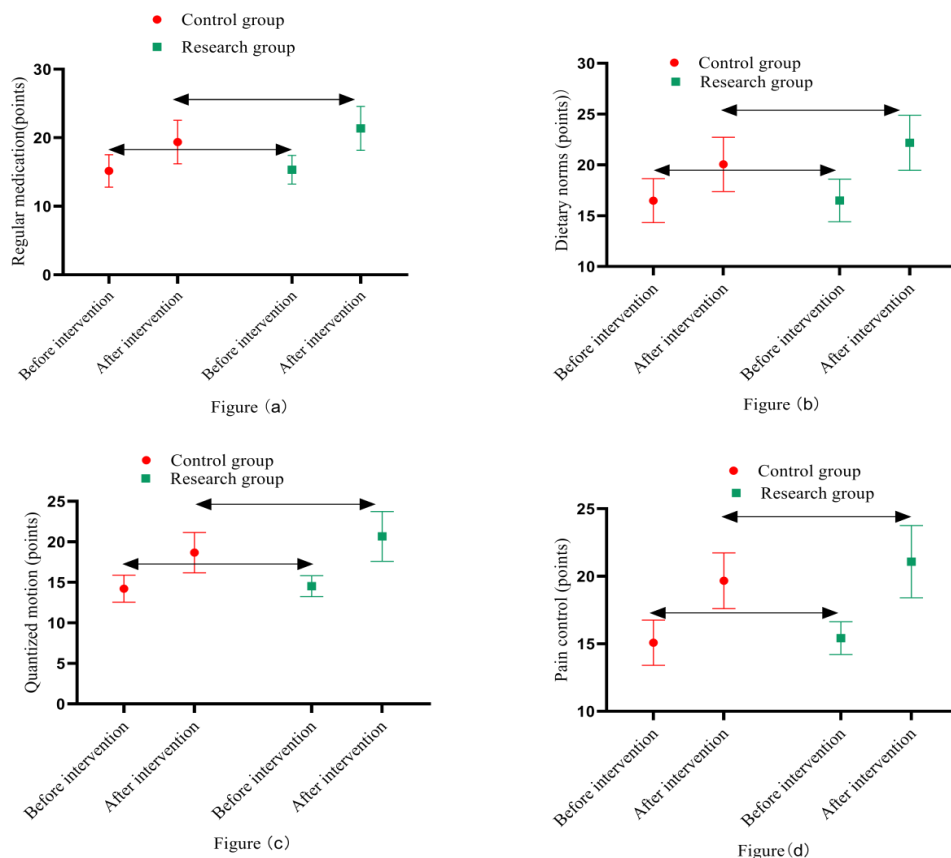 Control group
Research group
Regular medication(points)
30
20
10
0
Before intervention
After intervention
Before intervention
After intervention
Figure（a）
Control group
Research group
Dietary norms (points)）
30
25
20
15
10
Before intervention
After intervention
Before intervention
After intervention
Figure（b）
Control group
Research group
Quantized motion (points)
25
20
15
10
5
0
Before intervention
After intervention
Before intervention
After intervention
Figure（c）
Control group
Research group
Pain control (points)
25
20
15
10
Before intervention
After intervention
Before intervention
After intervention
Figure(d）